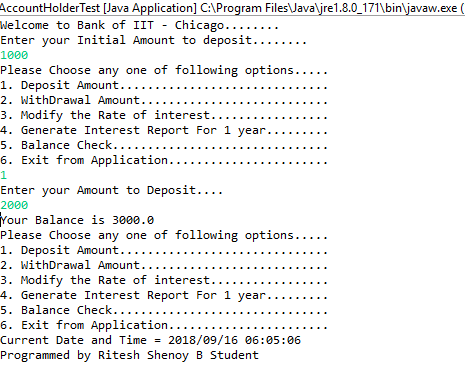 AccountHolderTest [Java Application] C:\Program Files\Java\jre1.8.0_171\bin\javaw.exe (
Welcome to Bank of IIT - Chicago........
Enter your Initial Amount to deposit........
1000
Please Choose any one of following options.....
1. Deposit Amount..............................
2. WithDrawal Amount...........................
3. Modify the Rate of interest.................
4. Generate Interest Report For 1 year.........
5. Balance Check...............................
6. Exit from Application.......................
1
Enter your Amount to Deposit....
2000
Your Balance is 3000.0
Please Choose any one of following options.....
1. Deposit Amount..............................
2. WithDrawal Amount...........................
3. Modify the Rate of interest.................
4. Generate Interest Report For 1 year.........
5. Balance Check...............................
6. Exit from Application.......................
Current Date and Time = 2018/09/16 06:05:06
Programmed by Ritesh Shenoy B Student